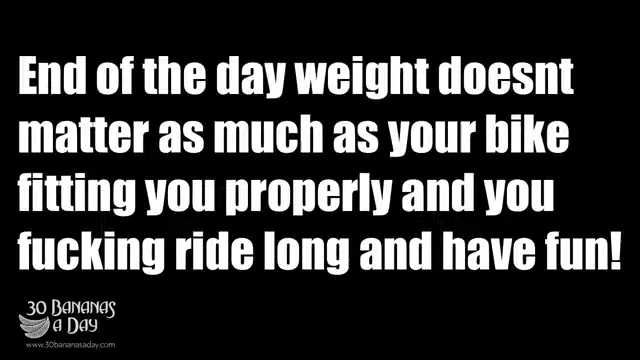 End of the day weight doesnt
matter as much as your bike
fitting you properly and you
fucking ride long and have fun!
30 BANANAS
A DAY
www.30bananasaday.com